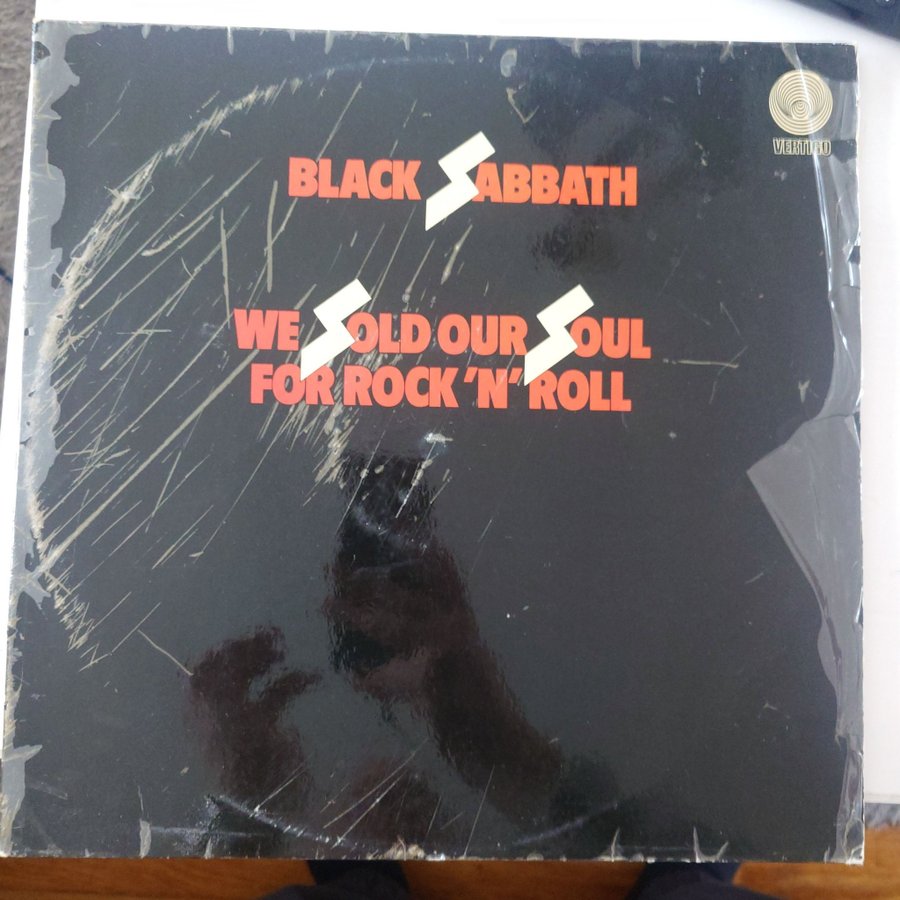 VERTIGO
BLACK SABBATH
WE SOLD OUR SOUL
FOR ROCK 'N' ROLL